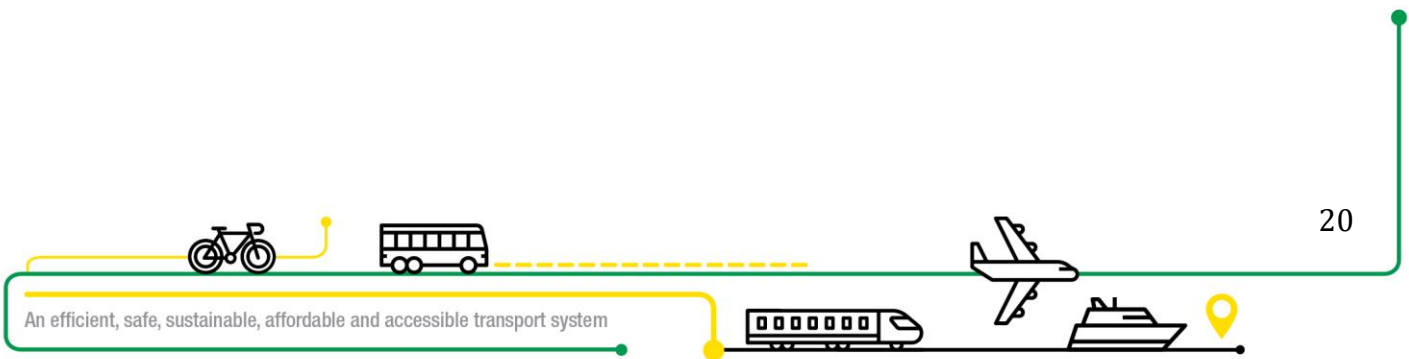 20
An efficient, safe, sustainable, affordable and accessible transport system